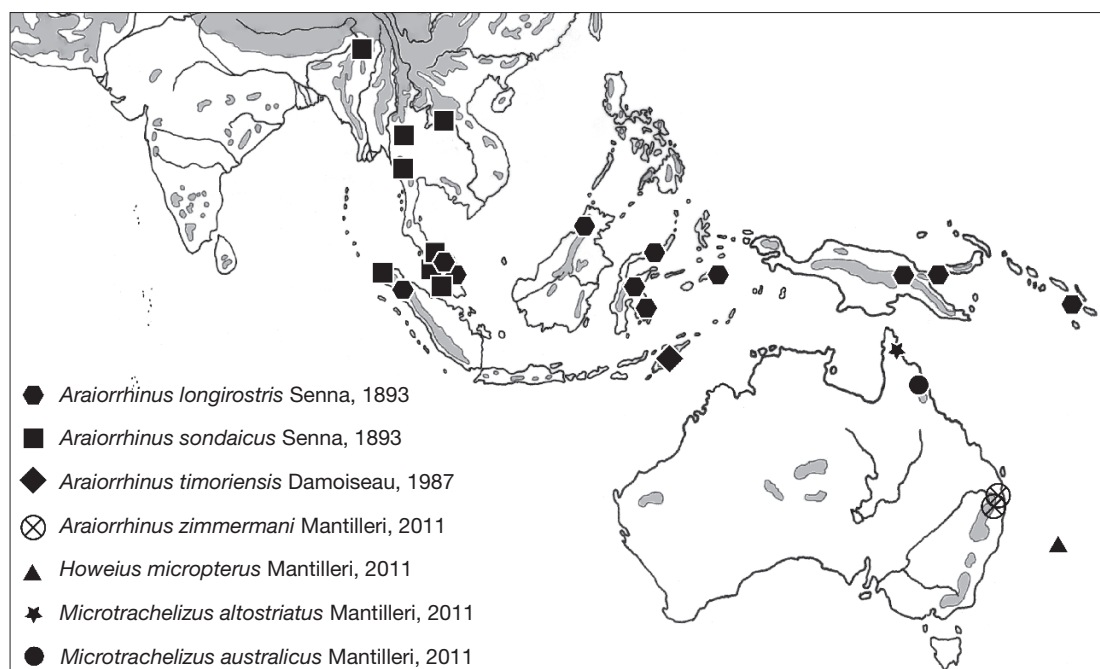 Araiorrhinus longirostris Senna, 1893
Araiorrhinus sondaicus Senna, 1893
Araiorrhinus timoriensis Damoiseau, 1987
Araiorrhinus zimmermani Mantilleri, 2011
Howeius micropterus Mantilleri, 2011
Microtrachelizus altostriatus Mantilleri, 2011
Microtrachelizus australicus Mantilleri, 2011